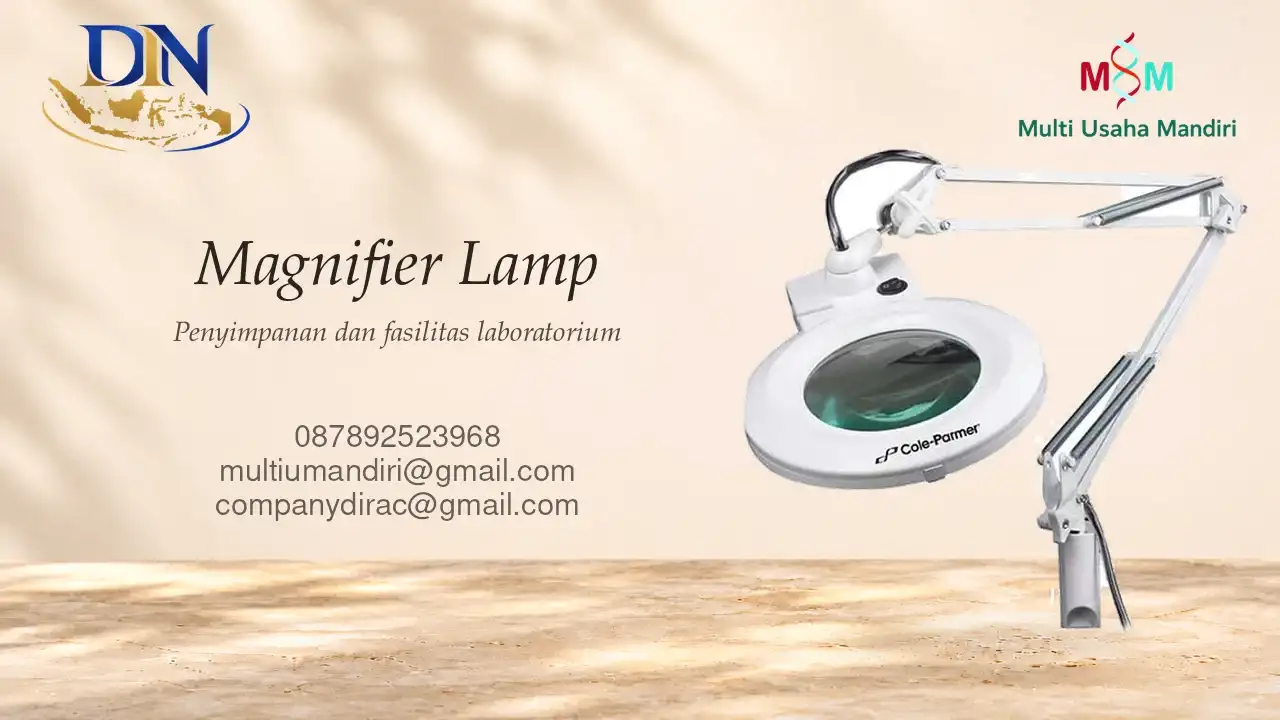 DIN
MSM
Multi Usaha Mandiri
Magnifier Lamp
Penyimpanan dan fasilitas laboratorium
087892523968
multiumandiri@gmail.com
companydirac@gmail.com
Cole-Parmer